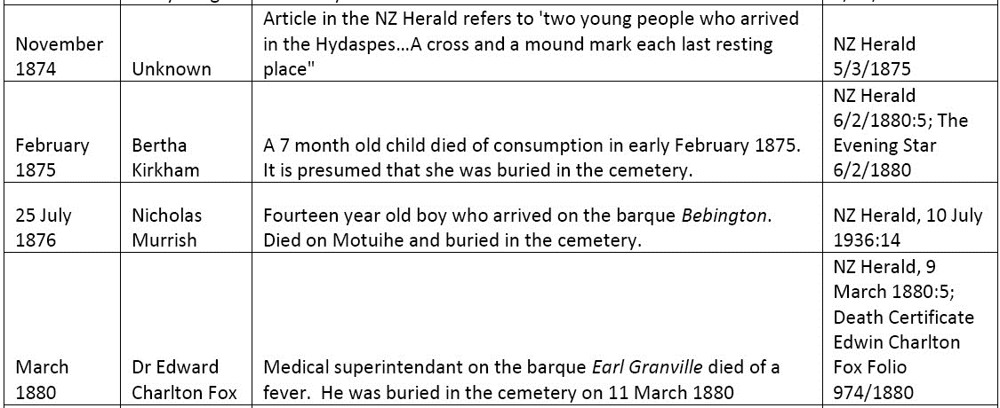 November
1874
Unknown
Article in the NZ Herald refers to 'two young people who arrived
in the Hydaspes...A cross and a mound mark each last resting
place"
NZ Herald
5/3/1875
February
1875
Bertha
Kirkham
A 7 month old child died of consumption in early February 1875.
It is presumed that she was buried in the cemetery.
NZ Herald
6/2/1880:5; The
Evening Star
6/2/1880
25 July
1876
Nicholas
Murrish
Fourteen year old boy who arrived on the barque Bebington.
Died on Motuihe and buried in the cemetery.
NZ Herald, 10 July
1936:14
March
1880
Dr Edward
Charlton Fox
Medical superintendant on the barque Earl Granville died of a
fever.  He was buried in the cemetery on 11 March 1880
NZ Herald, 9
March 1880:5;
Death Certificate
Edwin Charlton
Fox Folio
974/1880